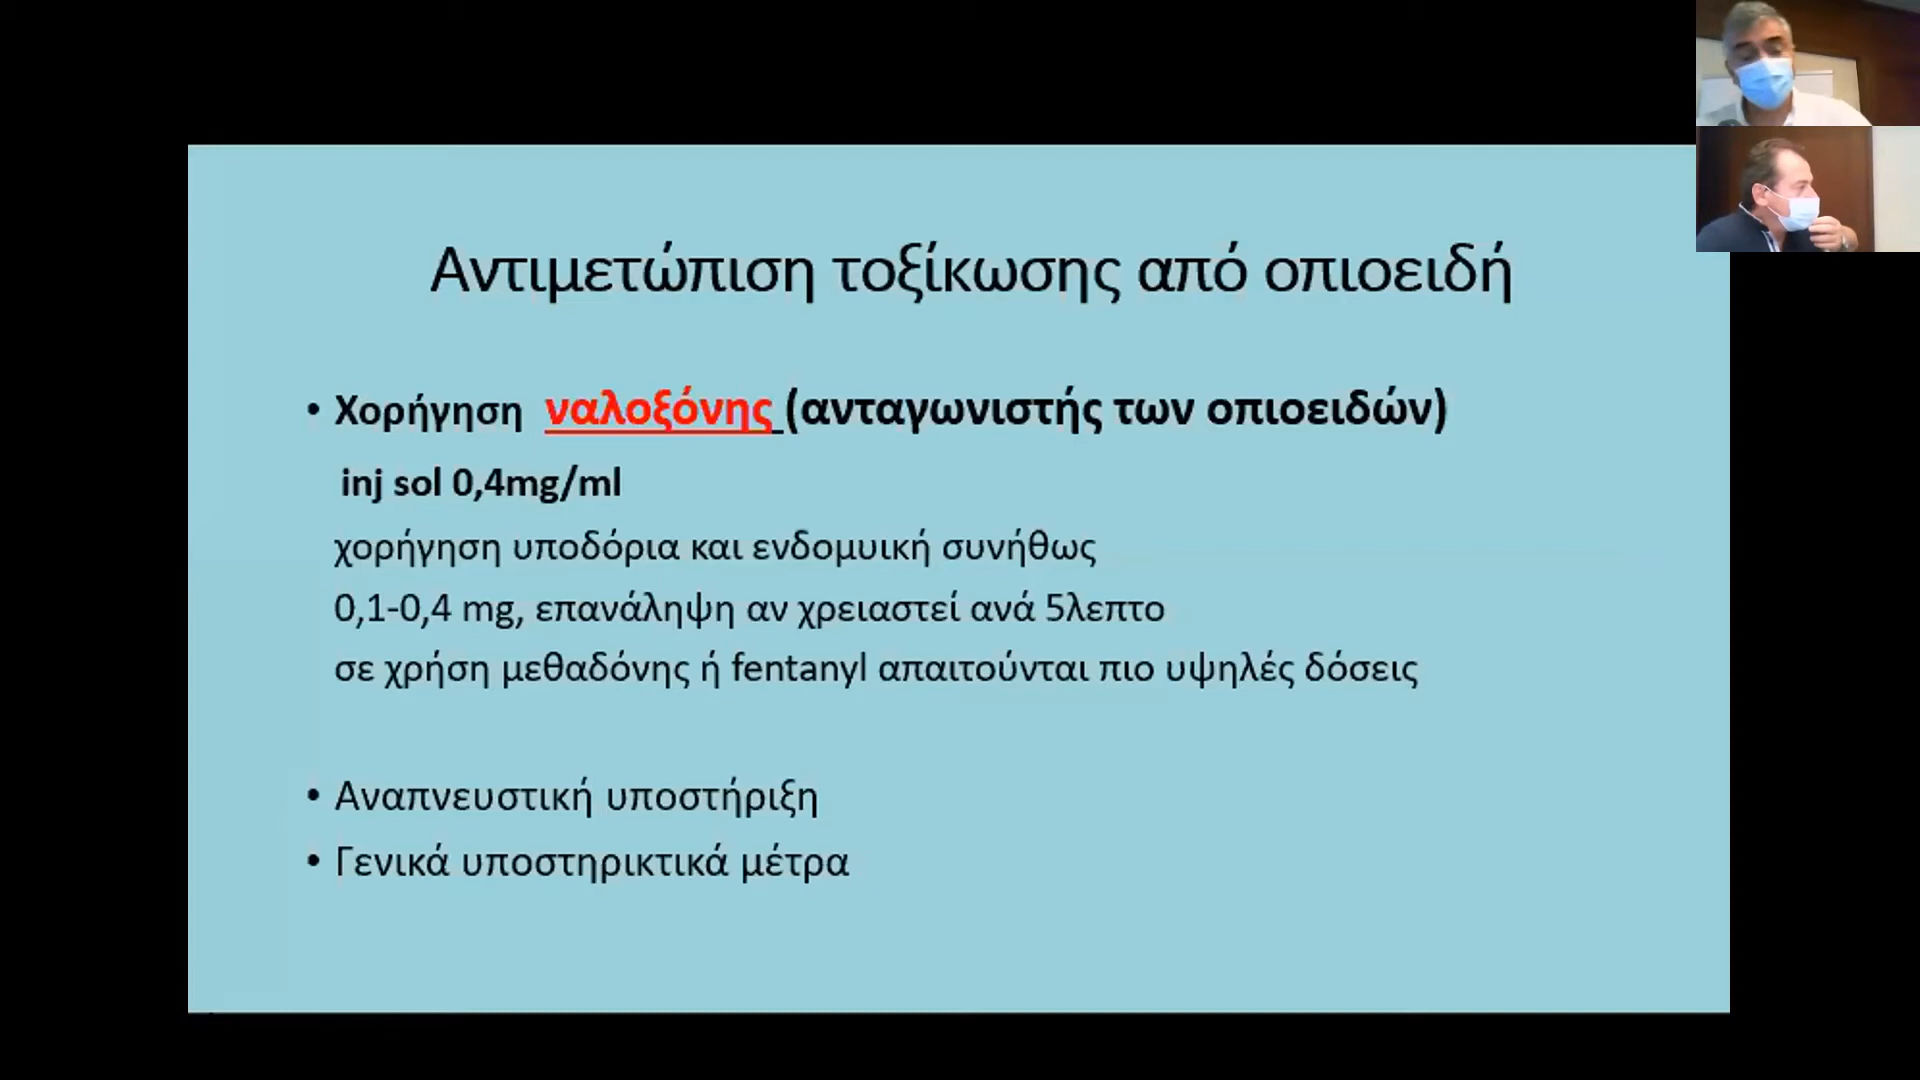 Αντιμετώπιση τοξίκωσης από οπιοειδή
• Χορήγηση ναλοξόνης (ανταγωνιστής των οπιοειδών)
inj sol 0,4mg/ml
χορήγηση υποδόρια και ενδομυική συνήθως
0,1-0,4 mg, επανάληψη αν χρειαστεί ανά 5λεπτο
σε χρήση μεθαδόνης ή fentanyl απαιτούνται πιο υψηλές δόσεις
• Αναπνευστική υποστήριξη
• Γενικά υποστηρικτικά μέτρα